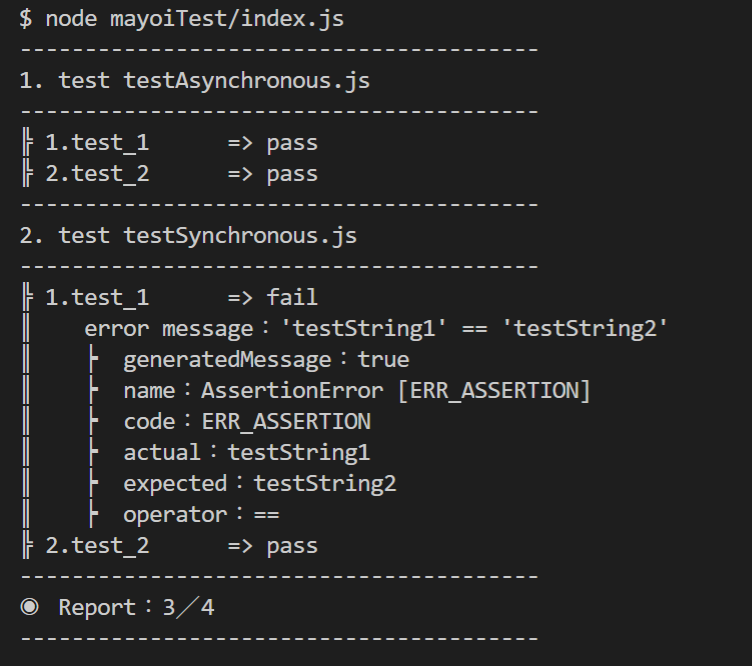 $ node mayoiTest/index.js
----------------------------------------
1. test testAsynchronous.js
----------------------------------------
╠ 1.test_1      => pass
╠ 2.test_2      => pass
----------------------------------------
2. test testSynchronous.js
----------------------------------------
╠ 1.test_1      => fail
║    error message：'testString1' == 'testString2'
║    ┝  generatedMessage：true
║    ┝  name：AssertionError [ERR_ASSERTION]
║    ┝  code：ERR_ASSERTION
║    ┝  actual：testString1
║    ┝  expected：testString2
║    ┝  operator：==
╠ 2.test_2      => pass
----------------------------------------
◉ Report：3／4
----------------------------------------